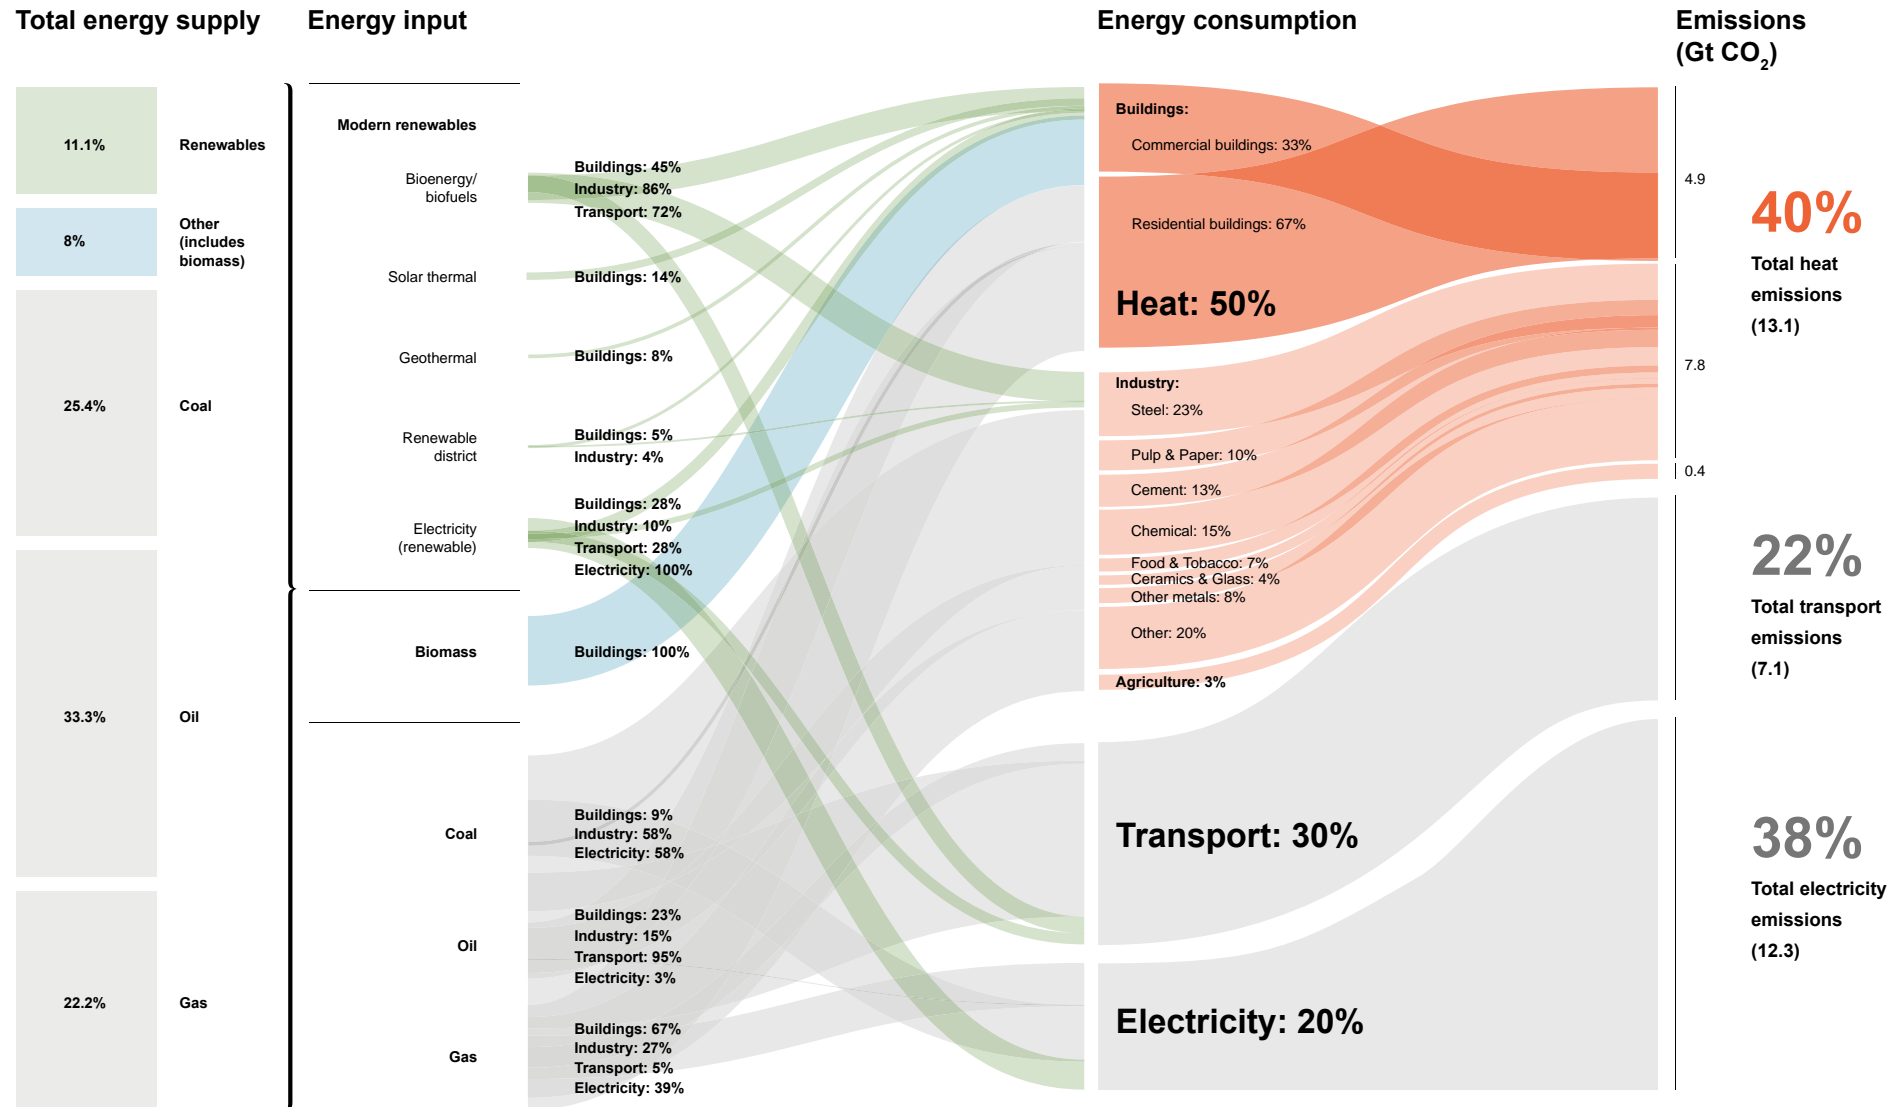 Total energy supply
Energy input
Energy consumption
Emissions
(Gt CO2)
11.1%
Renewables
8%
Other
(includes
biomass)
25.4%
Coal
33.3%
Oil
22.2%
Gas
Modern renewables
Bioenergy/
biofuels
Buildings: 45%
Industry: 86%
Transport: 72%
Solar thermal
Buildings: 14%
Geothermal
Buildings: 8%
Renewable
district
Buildings: 5%
Industry: 4%
Electricity
(renewable)
Buildings: 28%
Industry: 10%
Transport: 28%
Electricity: 100%
Biomass
Buildings: 100%
Coal
Buildings: 9%
Industry: 58%
Electricity: 58%
Oil
Buildings: 23%
Industry: 15%
Transport: 95%
Electricity: 3%
Gas
Buildings: 67%
Industry: 27%
Transport: 5%
Electricity: 39%
Buildings:
Commercial buildings: 33%
Residential buildings: 67%
Heat: 50%
Industry:
Steel: 23%
Pulp & Paper: 10%
Cement: 13%
Chemical: 15%
Food & Tobacco: 7%
Ceramics & Glass: 4%
Other metals: 8%
Other: 20%
Agriculture: 3%
Transport: 30%
Electricity: 20%
4.9
7.8
0.4
40%
Total heat
emissions
(13.1)
22%
Total transport
emissions
(7.1)
38%
Total electricity
emissions
(12.3)